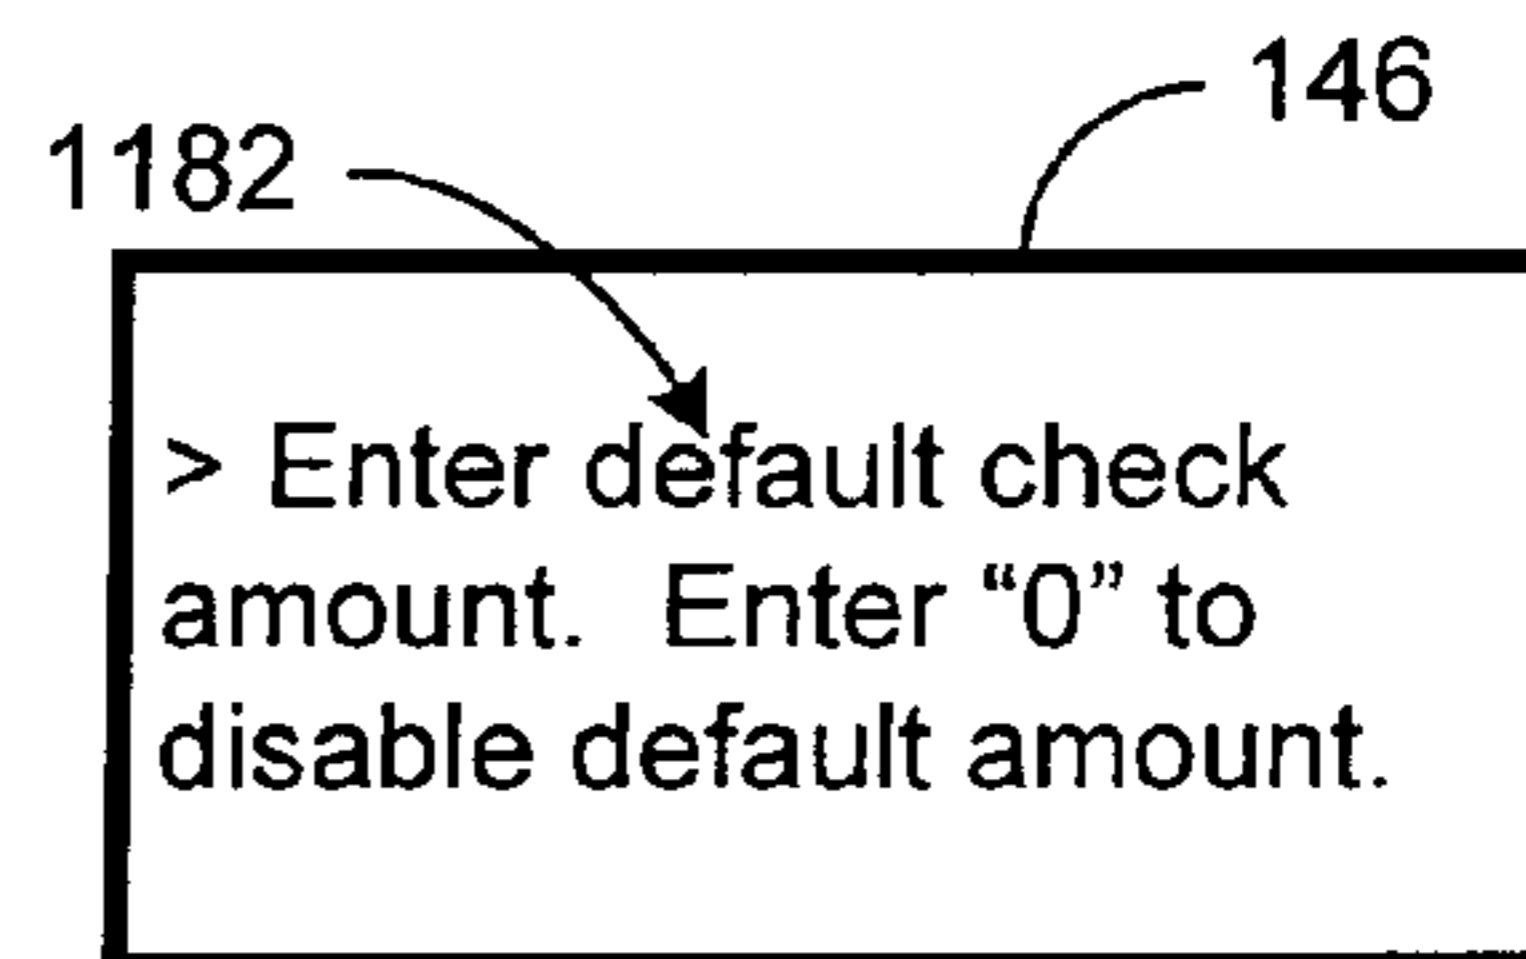 146
1182
> Enter default check
amount.  Enter “0” to
disable default amount.